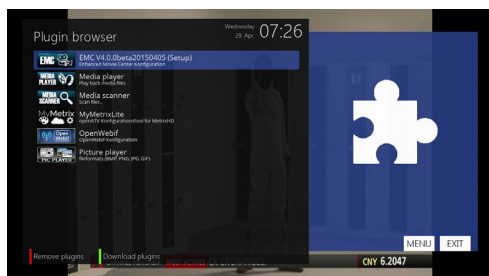 Plugin browser
Wednesday
29. Apr
07:26
EMC
EMC V4.0.0beta20150405 (Setup)
Enhanced Movie Center Konfiguration
MEDIA PLAYER
Media player
Play back media files
MEDIA SCANNER
Media scanner
Scan files...
MyMetrix
MyMetrixLite
openATV Konfigurationstool für MetrixHD
Open Webif
OpenWebif
OpenWebif Konfiguration
PIC PLAYER
Picture player
fileformats (BMP, PNG, JPG, GIF)
MENU
EXIT
Remove plugins
Download plugins
CNY 6.2047